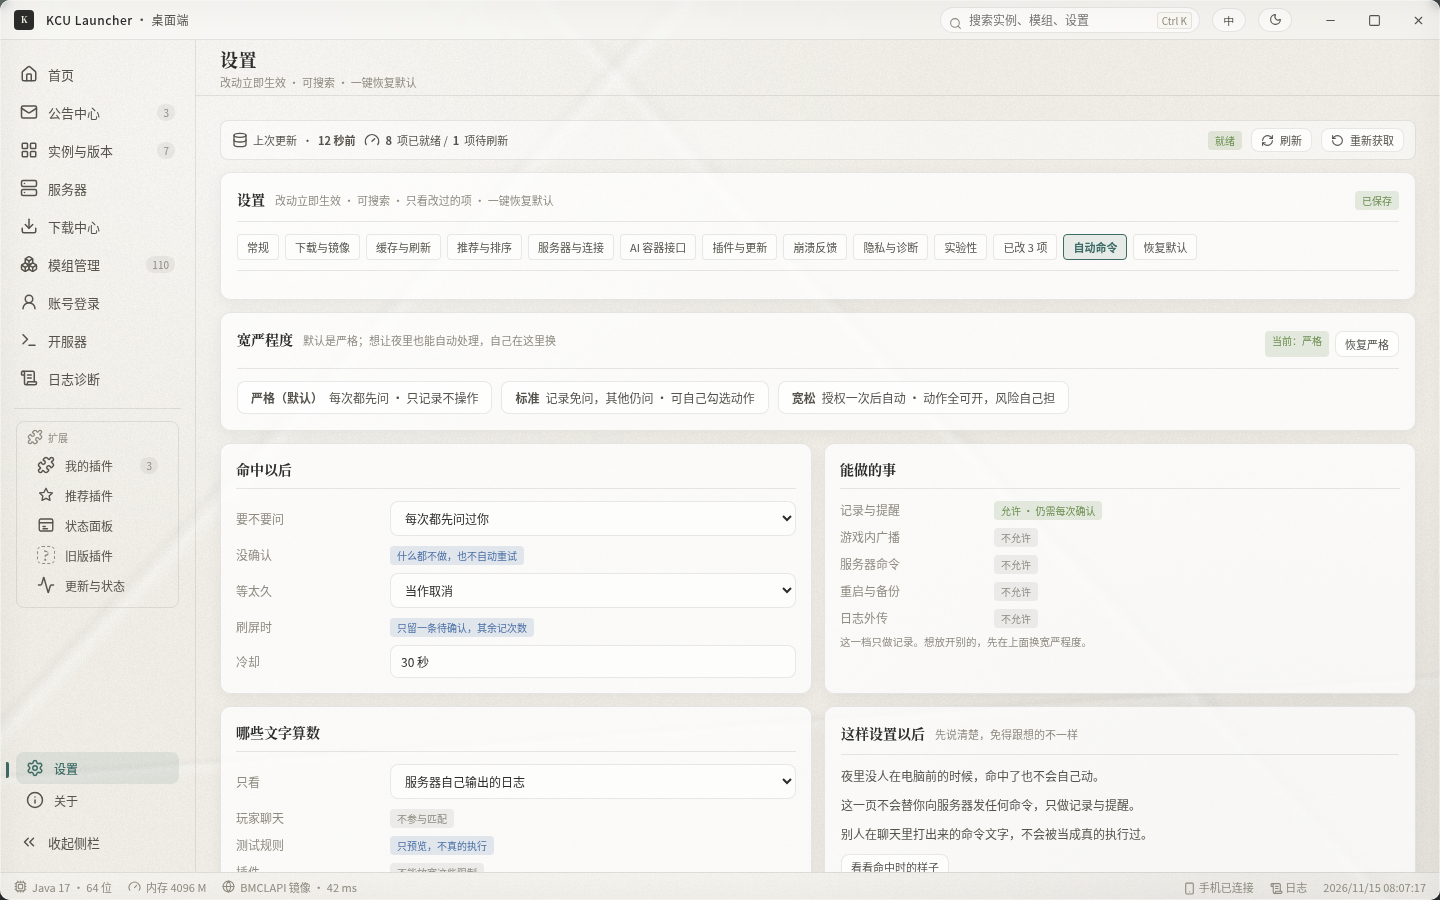 K KCU Launcher · 桌面端
搜索实例、模组、设置 Ctrl K 中
首页
公告中心 3
实例与版本 7
服务器
下载中心
模组管理 110
账号登录
开服器
日志诊断
扩展
我的插件 3
推荐插件
状态面板
旧版插件
更新与状态
设置
关于
收起侧栏
设置
改动立即生效 · 可搜索 · 一键恢复默认
上次更新 · 12 秒前 8 项已就绪 / 1 项待刷新 就绪 刷新 重新获取
设置 改动立即生效 · 可搜索 · 只看改过的项 · 一键恢复默认 已保存
常规 下载与镜像 缓存与刷新 推荐与排序 服务器与连接 AI 容器接口 插件与更新 崩溃反馈 隐私与诊断 实验性 已改 3 项 自动命令 恢复默认
宽严程度 默认是严格；想让夜里也能自动处理，自己在这里换 当前：严格 恢复严格
严格（默认） 每次都先问 · 只记录不操作 标准 记录免问，其他仍问 · 可自己勾选动作 宽松 授权一次后自动 · 动作全可开，风险自己担
命中以后
要不要问 每次都先问过你
没确认 什么都不做，也不自动重试
等太久 当作取消
刷屏时 只留一条待确认，其余记次数
冷却 30 秒
能做的事
记录与提醒 允许 · 仍需每次确认
游戏内广播 不允许
服务器命令 不允许
重启与备份 不允许
日志外传 不允许
这一档只做记录。想放开别的，先在上面换宽严程度。
哪些文字算数
只看 服务器自己输出的日志
玩家聊天 不参与匹配
测试规则 只预览，不真的执行
插件 不能放宽这些限制
这样设置以后 先说清楚，免得跟想的不一样
夜里没人在电脑前的时候，命中了也不会自己动。
这一页不会替你向服务器发任何命令，只做记录与提醒。
别人在聊天里打出来的命令文字，不会被当成真的执行过。
看看命中时的样子
Java 17 · 64 位 内存 4096 M BMCLAPI 镜像 · 42 ms 手机已连接 日志 2026/11/15 08:07:17